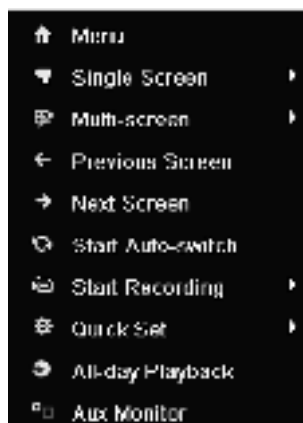 Menu
Single Screen
Multi-screen
Previous Screen
Next Screen
Start Auto-switch
Start Recording
Quick Set
All-day Playback
Aux Monitor